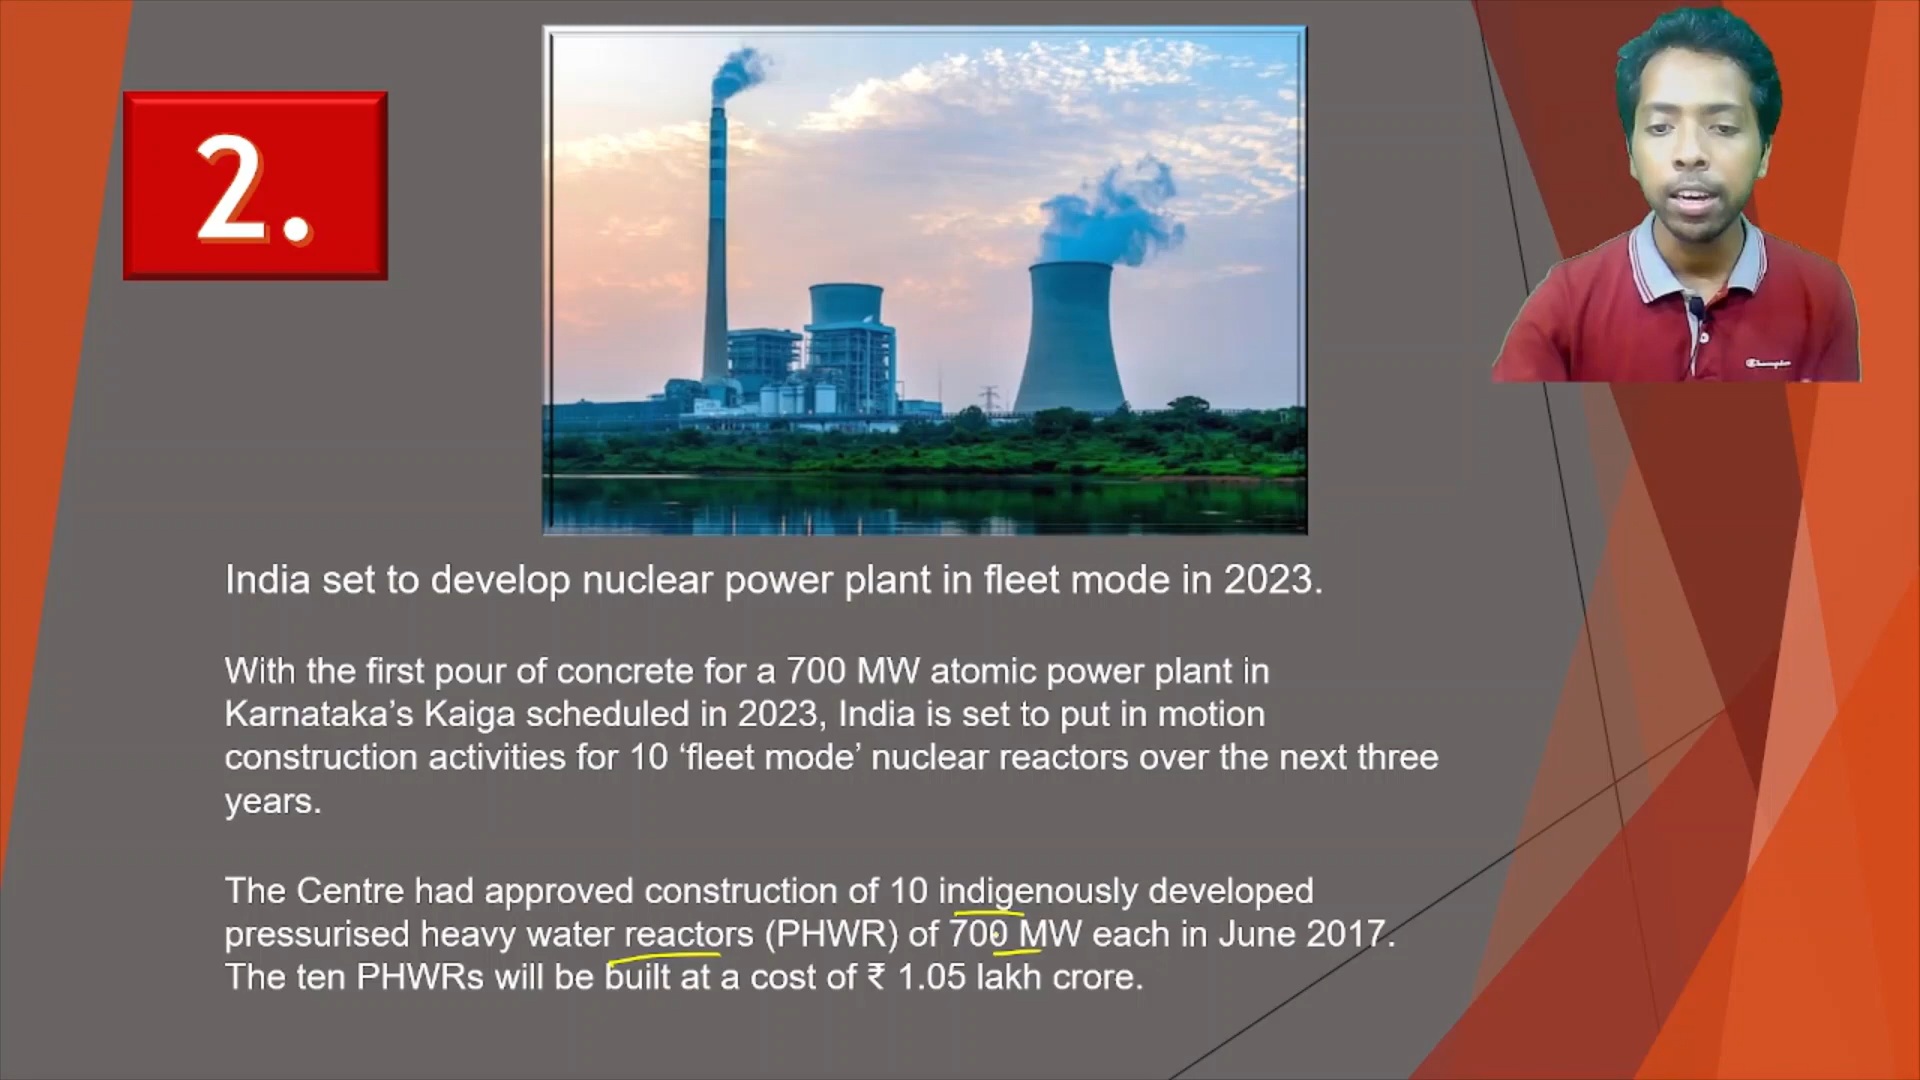 2.
India set to develop nuclear power plant in fleet mode in 2023.
With the first pour of concrete for a 700 MW atomic power plant in
Karnataka’s Kaiga scheduled in 2023, India is set to put in motion
construction activities for 10 ‘fleet mode’ nuclear reactors over the next three
years.
The Centre had approved construction of 10 indigenously developed
pressurised heavy water reactors (PHWR) of 700 MW each in June 2017.
The ten PHWRs will be built at a cost of ₹ 1.05 lakh crore.
Champion